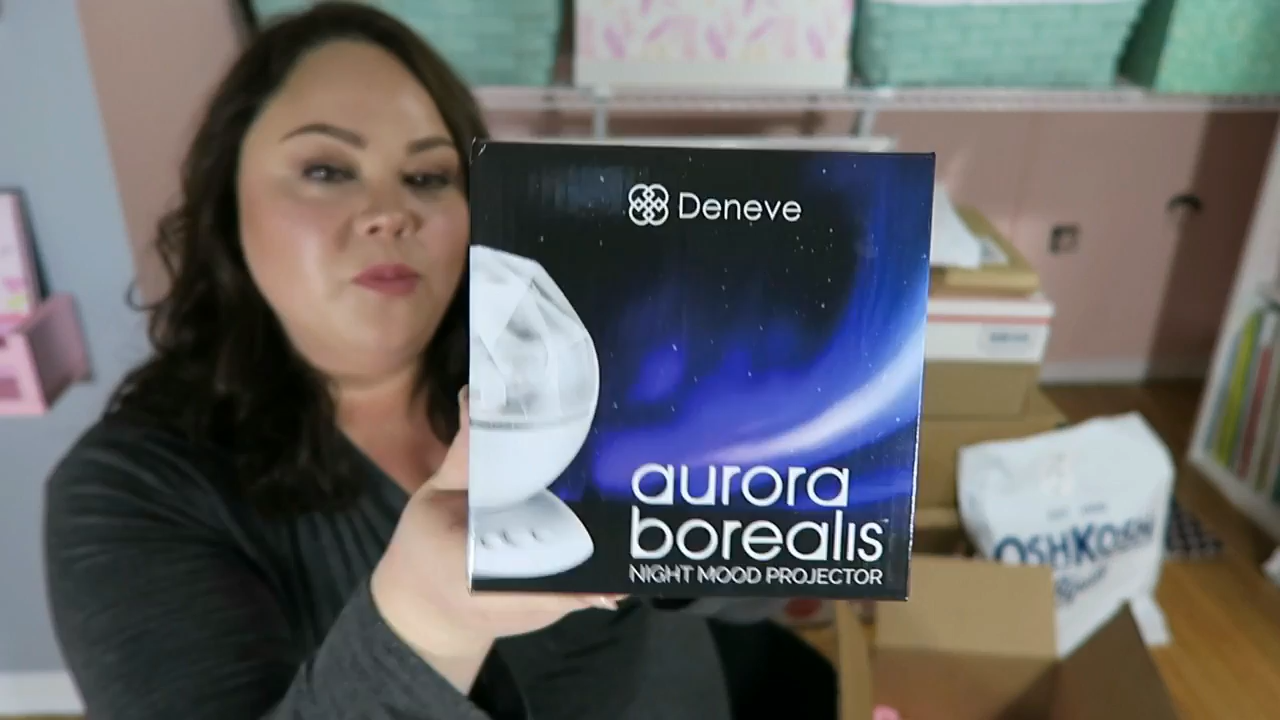 Deneve
aurora
borealis
NIGHT MOOD PROJECTOR
OSHKOSH